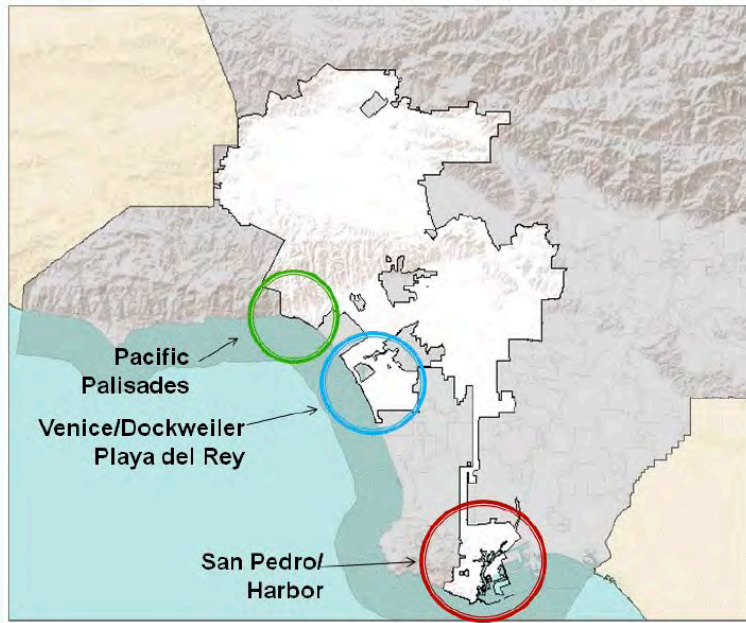 Pacific
Palisades
Venice/Dockweiler
Playa del Rey
San Pedro/
Harbor